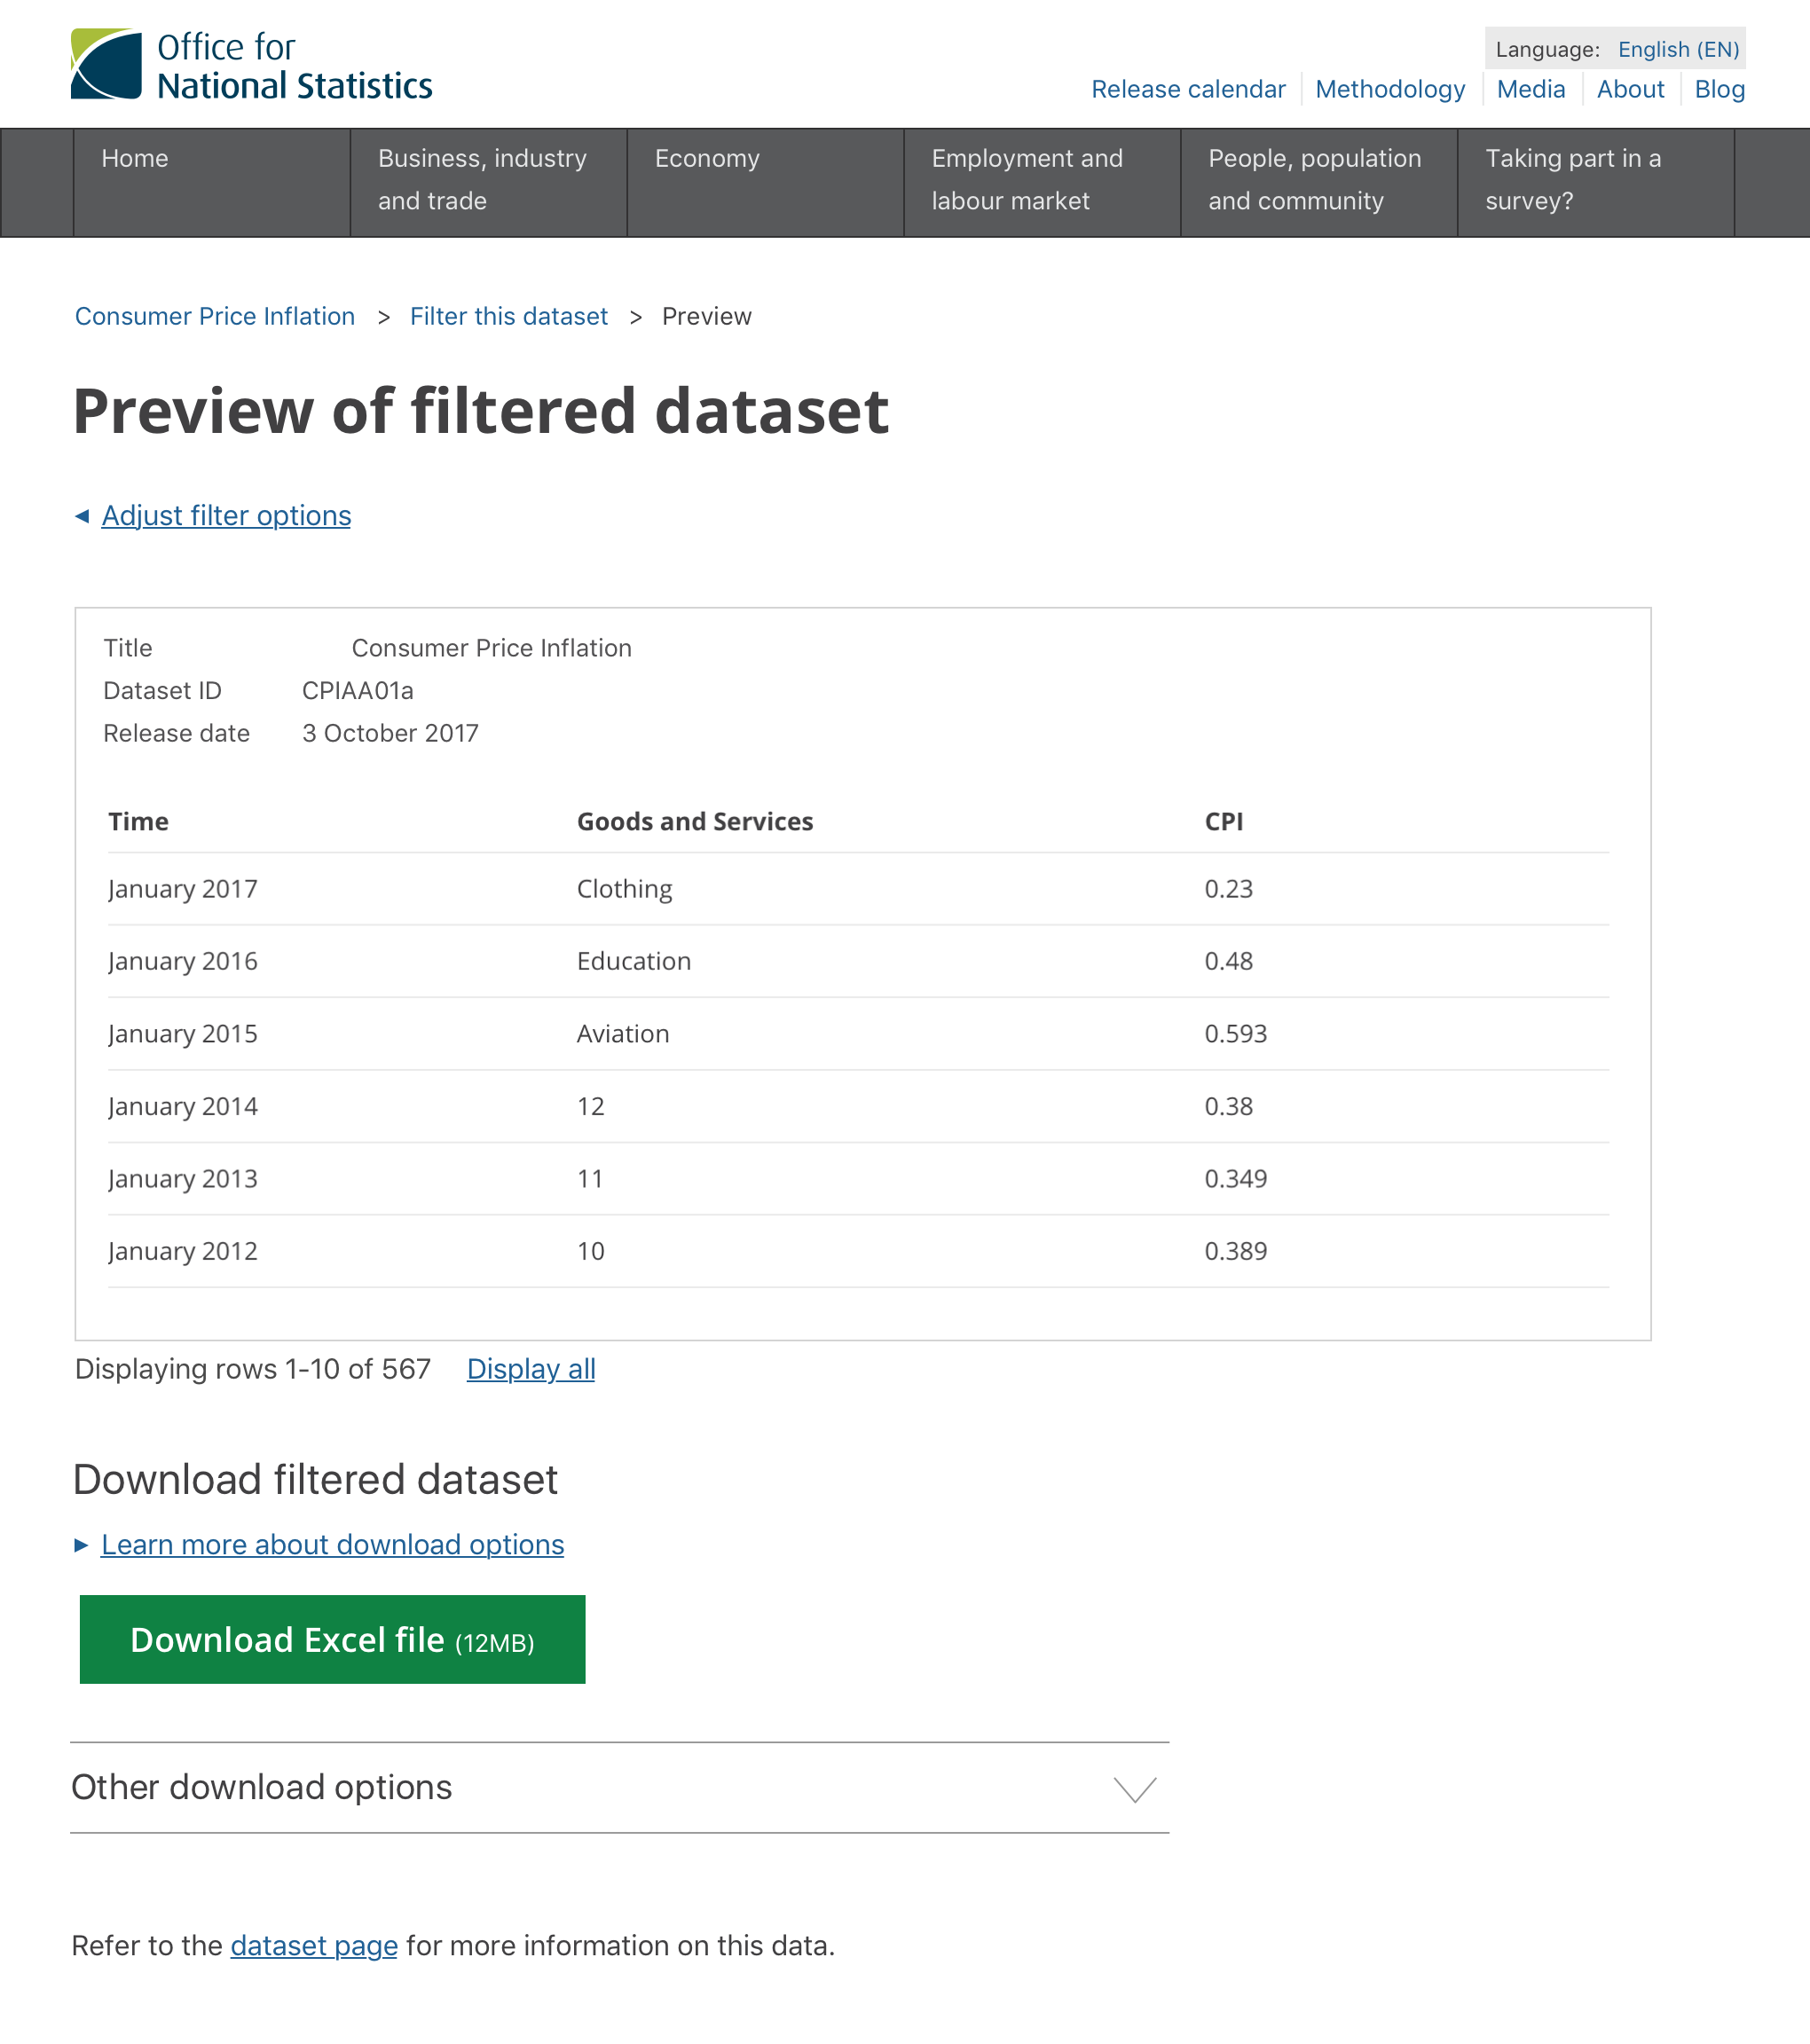 Office for
National Statistics
Language: English (EN)
Release calendar Methodology Media About Blog
Home
Business, industry
and trade
Economy
Employment and
labour market
People, population
and community
Taking part in a
survey?
Consumer Price Inflation > Filter this dataset > Preview
Preview of filtered dataset
◄ Adjust filter options
Title Consumer Price Inflation
Dataset ID CPIAA01a
Release date 3 October 2017
Time Goods and Services CPI
January 2017 Clothing 0.23
January 2016 Education 0.48
January 2015 Aviation 0.593
January 2014 12 0.38
January 2013 11 0.349
January 2012 10 0.389
Displaying rows 1-10 of 567 Display all
Download filtered dataset
► Learn more about download options
Download Excel file (12MB)
Other download options
Refer to the dataset page for more information on this data.